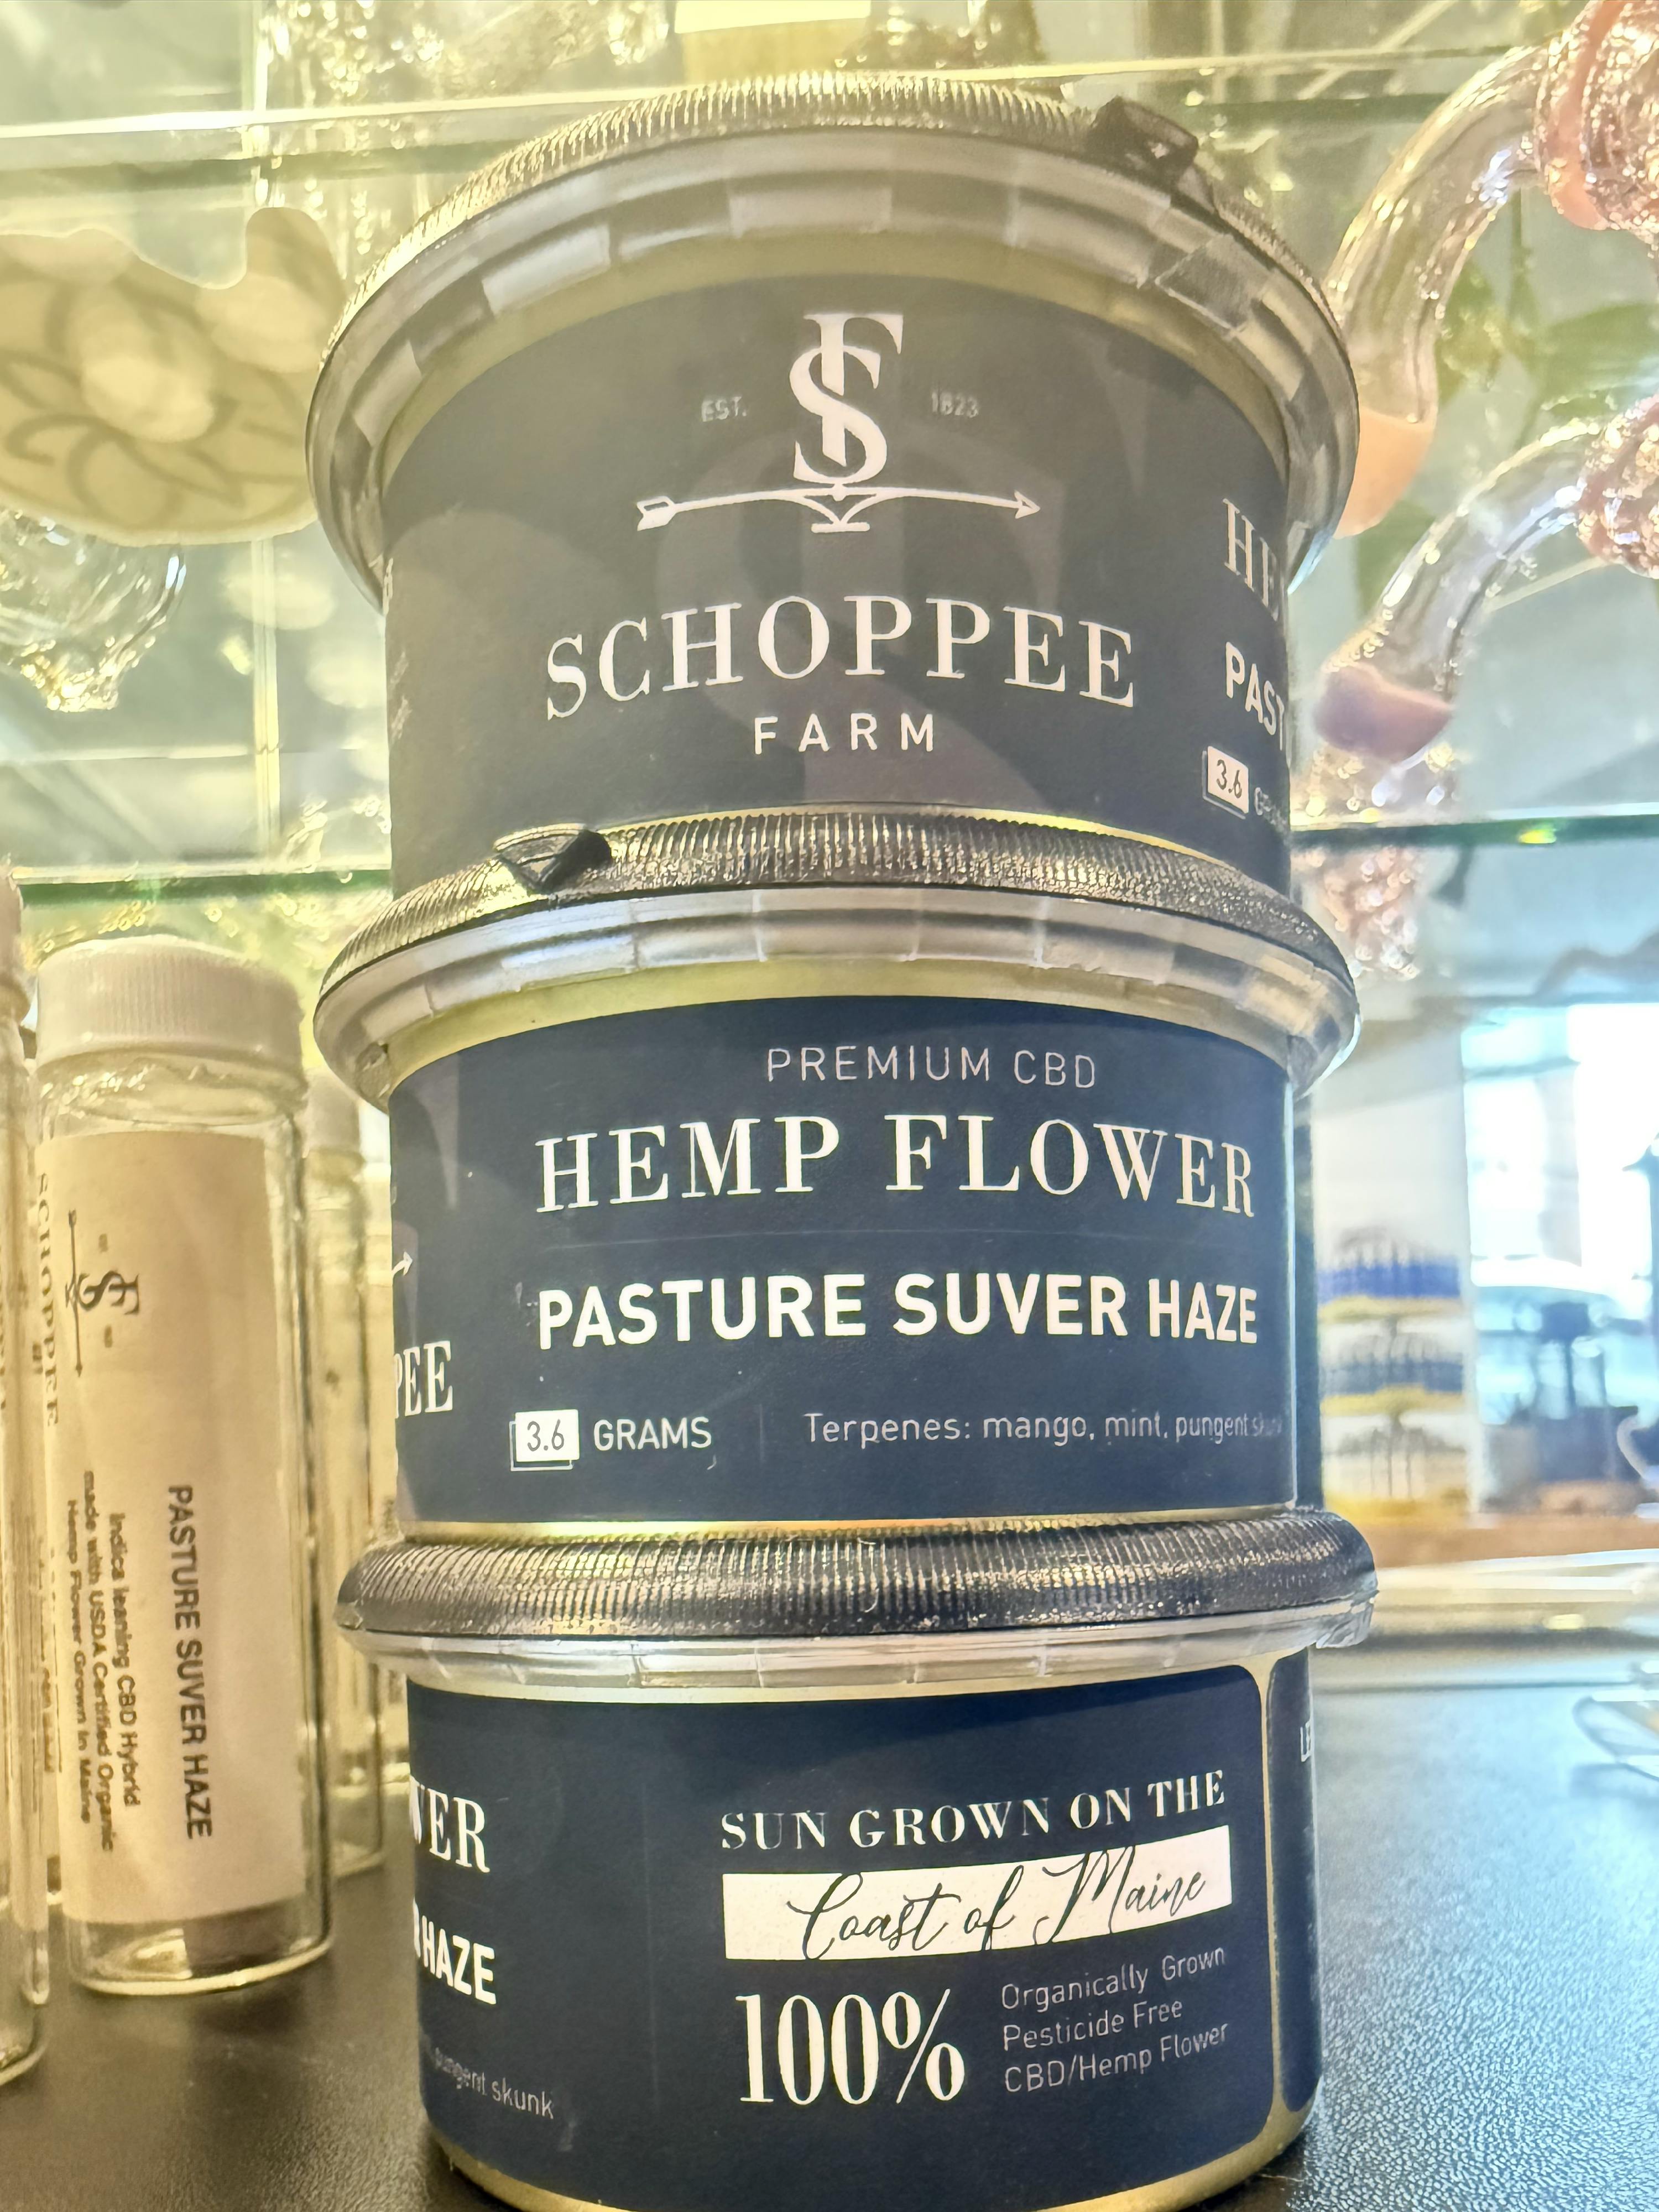 EST. 1823
SCHOPPEE
FARM
PAST
3.6
PREMIUM CBD
HEMP FLOWER
PASTURE SUVER HAZE
PEE
3.6 GRAMS
Terpenes: mango, mint, pungent
WER
HAZE
pungent skunk
SUN GROWN ON THE
Coast of Maine
100%
Organically Grown
Pesticide Free
CBD/Hemp Flower
SCHOPPEE
PASTURE SUVER HAZE
Indica leaning CBD Hybrid
made with USDA Certified Organic
Hemp Flower Grown In Maine